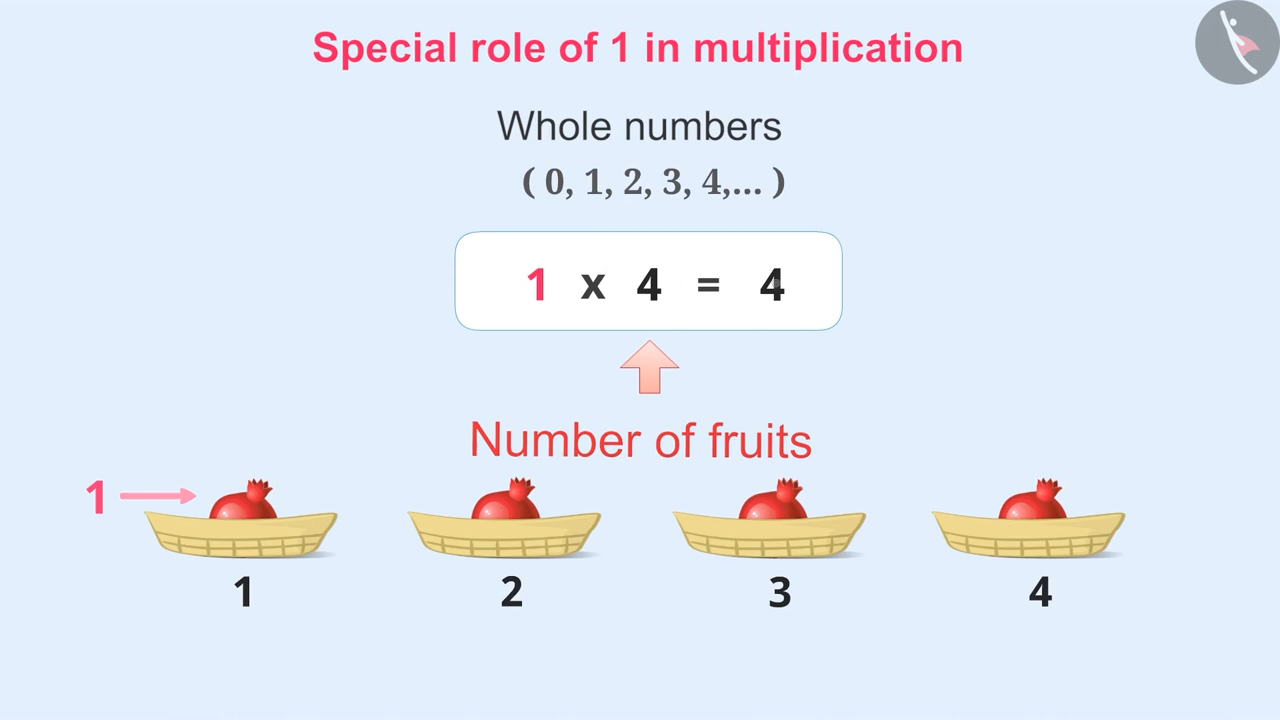 Special role of 1 in multiplication
Whole numbers
( 0, 1, 2, 3, 4,... )
1 x 4 = 4
Number of fruits
1
1 2 3 4